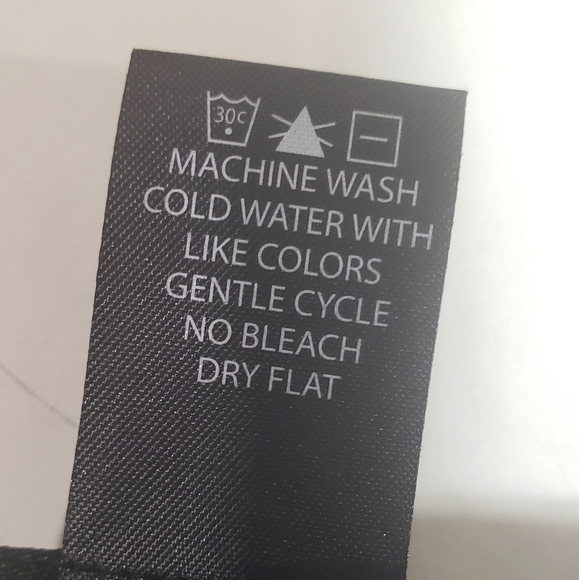 30c
MACHINE WASH
COLD WATER WITH
LIKE COLORS
GENTLE CYCLE
NO BLEACH
DRY FLAT